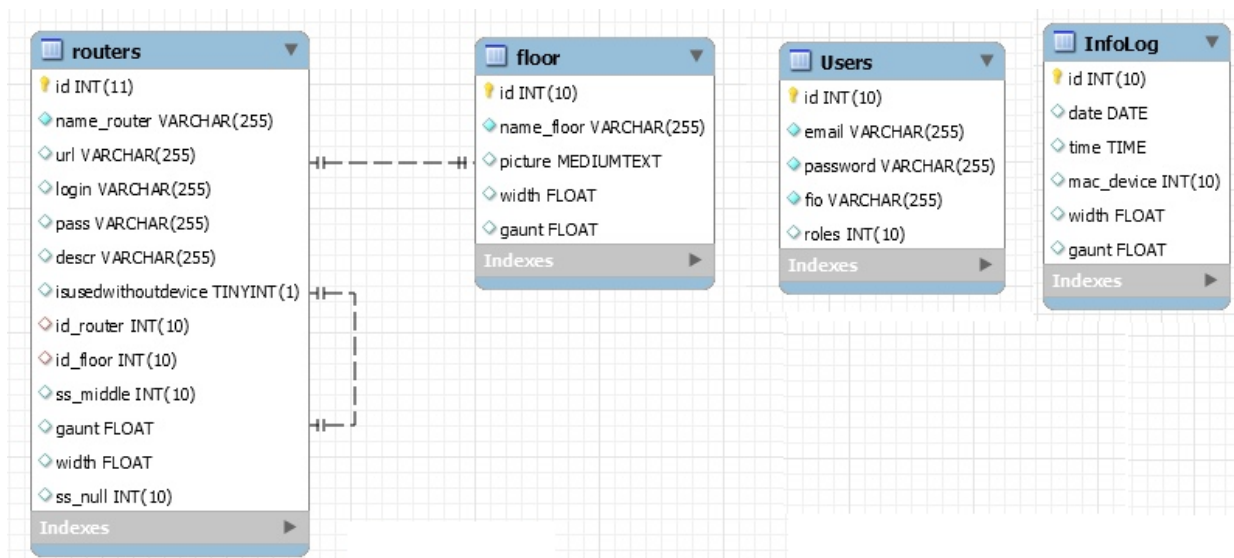 routers
id INT(11)
name_router VARCHAR(255)
url VARCHAR(255)
login VARCHAR(255)
pass VARCHAR(255)
descr VARCHAR(255)
isusedwithoutdevice TINYINT(1)
id_router INT(10)
id_floor INT(10)
ss_middle INT(10)
gaunt FLOAT
width FLOAT
ss_null INT(10)
Indexes
floor
id INT(10)
name_floor VARCHAR(255)
picture MEDIUMTEXT
width FLOAT
gaunt FLOAT
Indexes
Users
id INT(10)
email VARCHAR(255)
password VARCHAR(255)
fio VARCHAR(255)
roles INT(10)
Indexes
InfoLog
id INT(10)
date DATE
time TIME
mac_device INT(10)
width FLOAT
gaunt FLOAT
Indexes